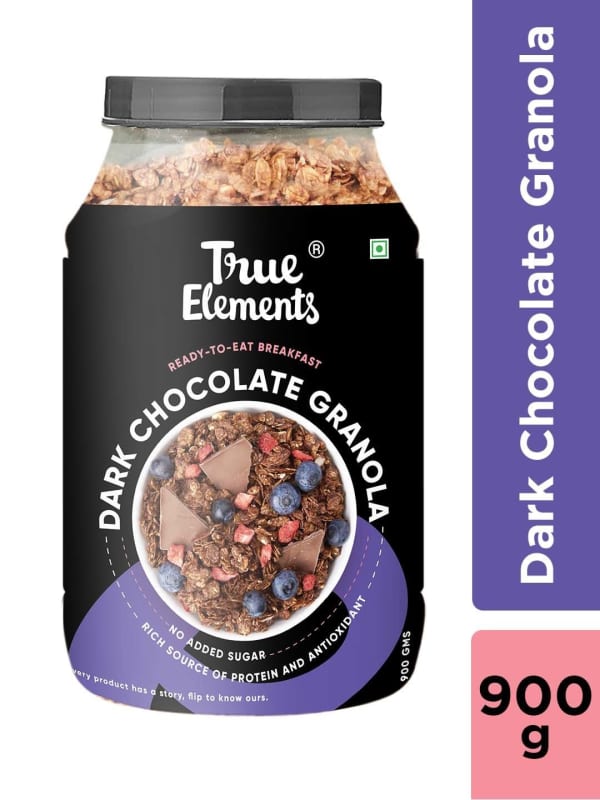 True
Elements
®
READY-TO-EAT BREAKFAST
DARK CHOCOLATE GRANOLA
NO ADDED SUGAR
RICH SOURCE OF PROTEIN AND ANTIOXIDANT
900 GMS
very product has a story, flip to know ours.
Dark Chocolate Granola
900
g